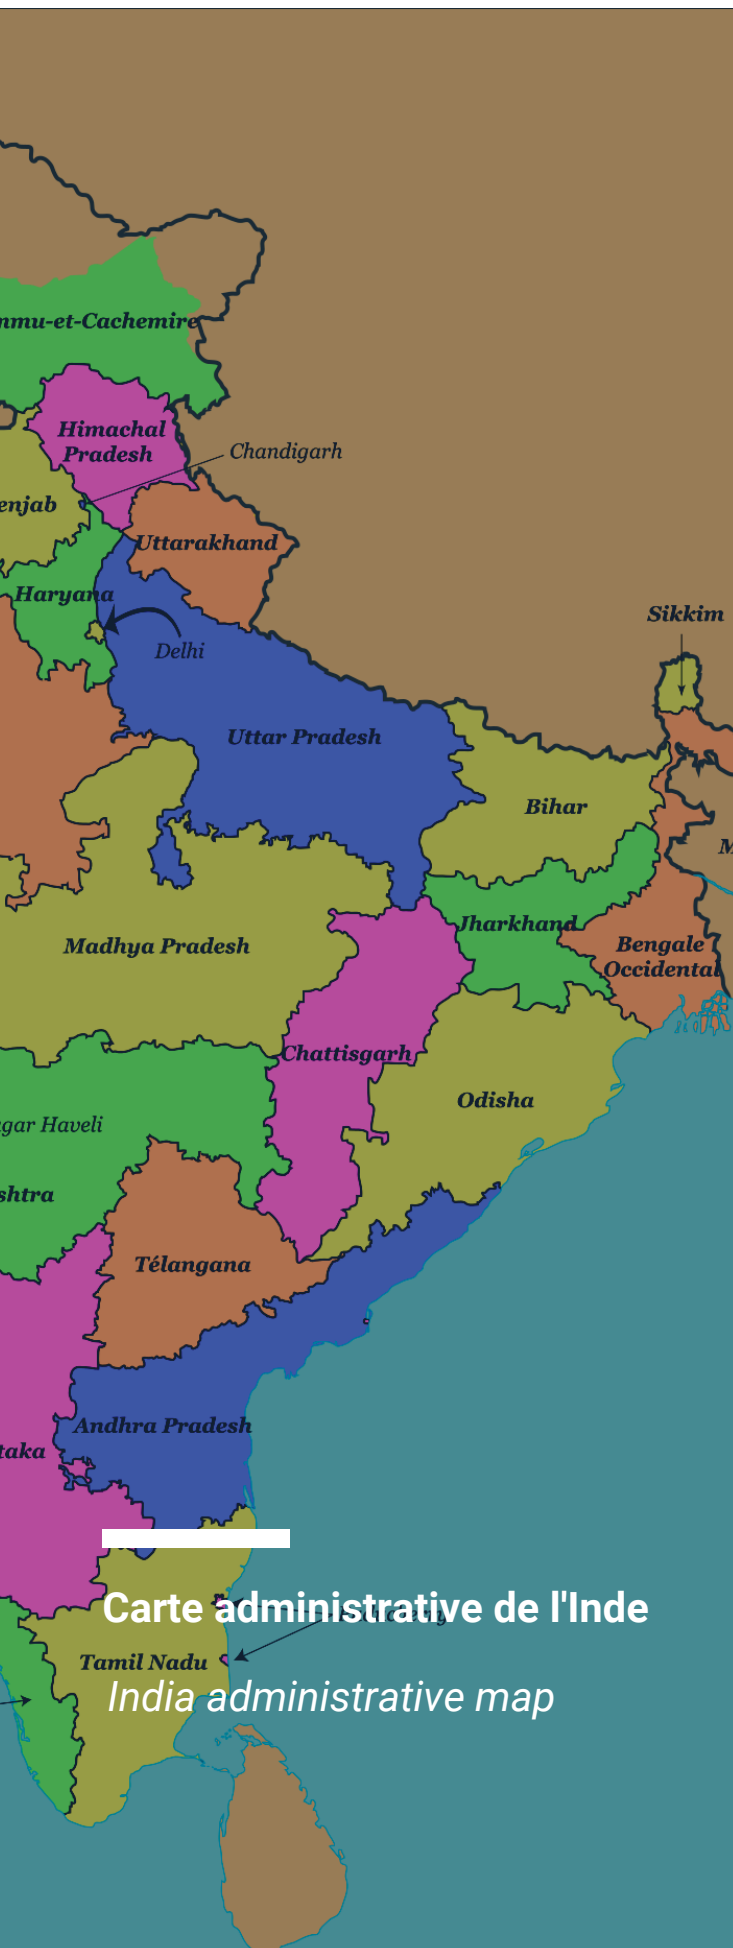 mmu-et-Cachemire
Himachal
Pradesh
Chandigarh
enjab
Uttarakhand
Haryana
Sikkim
Delhi
Uttar Pradesh
Bihar
M
Jharkhand
Madhya Pradesh
Bengale
Occidental
Chattisgarh
Odisha
gar Haveli
shtra
Télangana
Andhra Pradesh
taka
Carte administrative de l'Inde
Tamil Nadu
India administrative map